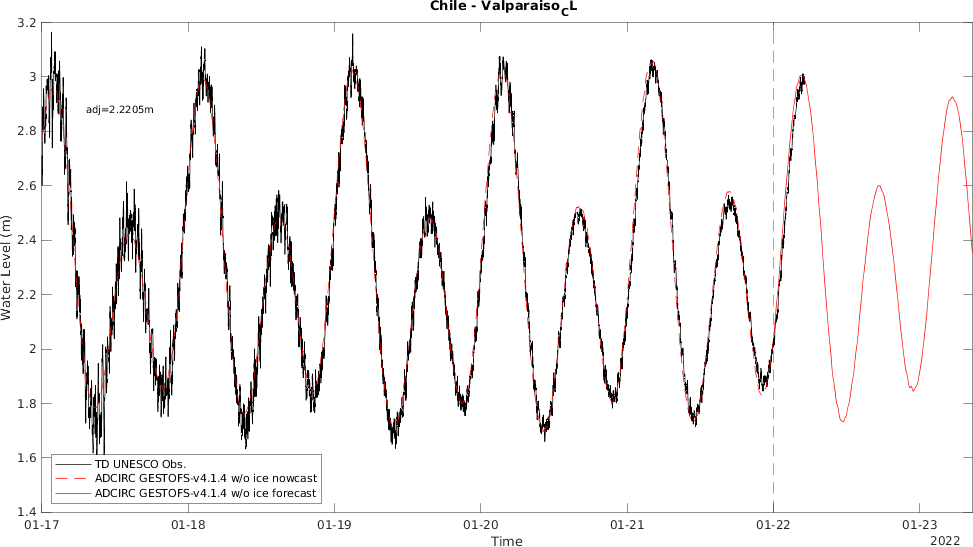 Chile - Valparaiso_CL
3.2
3
2.8
2.6
2.4
2.2
2
1.8
1.6
1.4
Water Level (m)
adj=2.2205m
TD UNESCO Obs.
ADCIRC GESTOFS-v4.1.4 w/o ice nowcast
ADCIRC GESTOFS-v4.1.4 w/o ice forecast
01-17 01-18 01-19 01-20 01-21 01-22 01-23
Time
2022